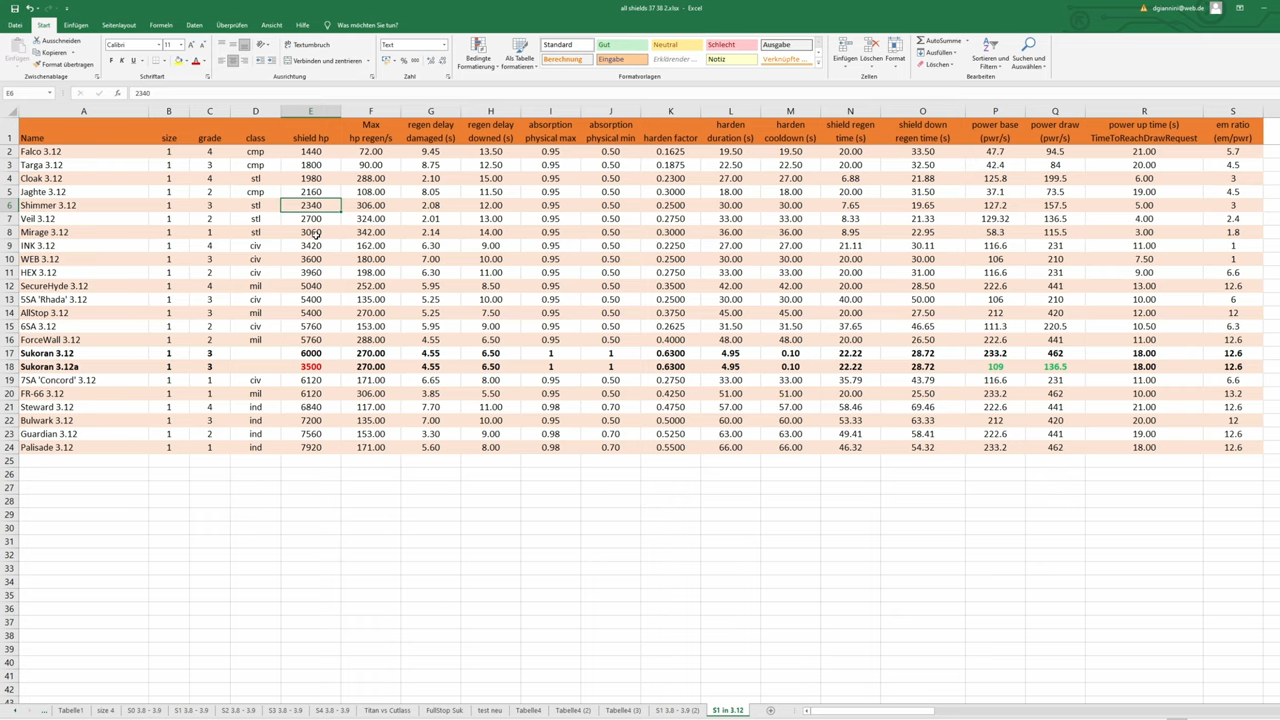 all shields 37 38 2.xlsx - Excel
dgiannini@web.de
Datei Start Einfügen Seitenlayout Formeln Daten Überprüfen Ansicht Hilfe Was möchten Sie tun?
Ausschneiden
Kopieren
Format übertragen
Einfügen
Zwischenablage
Calibri 11
F K U
Schriftart
Textumbruch
Verbinden und zentrieren
Ausrichtung
Text
Zahl
Bedingte Formatierung
Als Tabelle formatieren
Standard Gut Neutral Schlecht Ausgabe
Berechnung Eingabe Erklärender ... Notiz Verknüpfte ...
Formatvorlagen
Einfügen Löschen Format
Zellen
AutoSumme
Ausfüllen
Löschen
Sortieren und Filtern
Suchen und Auswählen
Bearbeiten
E6 fx 2340
A B C D E F G H I J K L M N O P Q R S
1 Name size grade class shield hp Max hp regen/s regen delay damaged (s) regen delay downed (s) absorption physical max absorption physical min harden factor harden duration (s) harden cooldown (s) shield regen time (s) shield down regen time (s) power base (pwr/s) power draw (pwr/s) power up time (s) TimeToReachDrawRequest em ratio (em/pwr)
2 Falco 3.12 1 4 cmp 1440 72.00 9.45 13.50 0.95 0.50 0.1625 19.50 19.50 20.00 33.50 47.7 94.5 21.00 5.7
3 Targa 3.12 1 3 cmp 1800 90.00 8.75 12.50 0.95 0.50 0.1875 22.50 22.50 20.00 32.50 42.4 84 20.00 4.5
4 Cloak 3.12 1 4 stl 1980 288.00 2.10 15.00 0.95 0.50 0.2300 27.00 27.00 6.88 21.88 125.8 199.5 6.00 3
5 Jaghte 3.12 1 2 cmp 2160 108.00 8.05 11.50 0.95 0.50 0.3000 18.00 18.00 20.00 31.50 37.1 73.5 19.00 4.5
6 Shimmer 3.12 1 3 stl 2340 306.00 2.08 12.00 0.95 0.50 0.2500 30.00 30.00 7.65 19.65 127.2 157.5 5.00 3
7 Veil 3.12 1 2 stl 2700 324.00 2.01 13.00 0.95 0.50 0.2750 33.00 33.00 8.33 21.33 129.32 136.5 4.00 2.4
8 Mirage 3.12 1 1 stl 3060 342.00 2.14 14.00 0.95 0.50 0.3000 36.00 36.00 8.95 22.95 58.3 115.5 3.00 1.8
9 INK 3.12 1 4 civ 3420 162.00 6.30 9.00 0.95 0.50 0.2250 27.00 27.00 21.11 30.11 116.6 231 11.00 1
10 WEB 3.12 1 3 civ 3600 180.00 7.00 10.00 0.95 0.50 0.2500 30.00 30.00 20.00 30.00 106 210 7.50 1
11 HEX 3.12 1 2 civ 3960 198.00 6.30 11.00 0.95 0.50 0.2750 33.00 33.00 20.00 31.00 116.6 231 9.00 6.6
12 SecureHyde 3.12 1 4 mil 5040 252.00 5.95 8.50 0.95 0.50 0.3500 42.00 42.00 20.00 28.50 222.6 441 13.00 12.6
13 5SA 'Rhada' 3.12 1 3 civ 5400 135.00 5.25 10.00 0.95 0.50 0.2500 30.00 30.00 40.00 50.00 106 210 10.00 6
14 AllStop 3.12 1 3 mil 5400 270.00 5.25 7.50 0.95 0.50 0.3750 45.00 45.00 20.00 27.50 212 420 12.00 12
15 6SA 3.12 1 2 civ 5760 153.00 5.95 9.00 0.95 0.50 0.2625 31.50 31.50 37.65 46.65 111.3 220.5 10.50 6.3
16 ForceWall 3.12 1 2 mil 5760 288.00 4.55 6.50 0.95 0.50 0.4000 48.00 48.00 20.00 26.50 222.6 441 11.00 12.6
17 Sukoran 3.12 1 3 6000 270.00 4.55 6.50 1 1 0.6300 4.95 0.10 22.22 28.72 233.2 462 18.00 12.6
18 Sukoran 3.12a 1 3 3500 270.00 4.55 6.50 1 1 0.6300 4.95 0.10 22.22 28.72 109 136.5 18.00 12.6
19 7SA 'Concord' 3.12 1 1 civ 6120 171.00 6.65 8.00 0.95 0.50 0.2750 33.00 33.00 35.79 43.79 116.6 231 11.00 6.6
20 FR-66 3.12 1 1 mil 6120 306.00 3.85 5.50 0.95 0.50 0.4250 51.00 51.00 20.00 25.50 233.2 462 10.00 13.2
21 Steward 3.12 1 4 ind 6840 117.00 7.70 11.00 0.98 0.70 0.4750 57.00 57.00 58.46 69.46 222.6 441 21.00 12.6
22 Bulwark 3.12 1 3 ind 7200 135.00 7.00 10.00 0.98 0.70 0.5000 60.00 60.00 53.33 63.33 212 420 20.00 12
23 Guardian 3.12 1 2 ind 7560 153.00 3.30 9.00 0.98 0.70 0.5250 63.00 63.00 49.41 58.41 222.6 441 19.00 12.6
24 Palisade 3.12 1 1 ind 7920 171.00 5.60 8.00 0.98 0.70 0.5500 66.00 66.00 46.32 54.32 233.2 462 18.00 12.6
25
26
27
28
29
30
31
32
33
34
35
36
37
38
39
40
41
42
... Tabelle1 size 4 S0 3.8 - 3.9 S1 3.8 - 3.9 S2 3.8 - 3.9 S3 3.8 - 3.9 S4 3.8 - 3.9 Titan vs Cutlass FullStop Suk test neu Tabelle4 Tabelle4 (2) Tabelle4 (3) S1 3.8 - 3.9 (2) S1 in 3.12